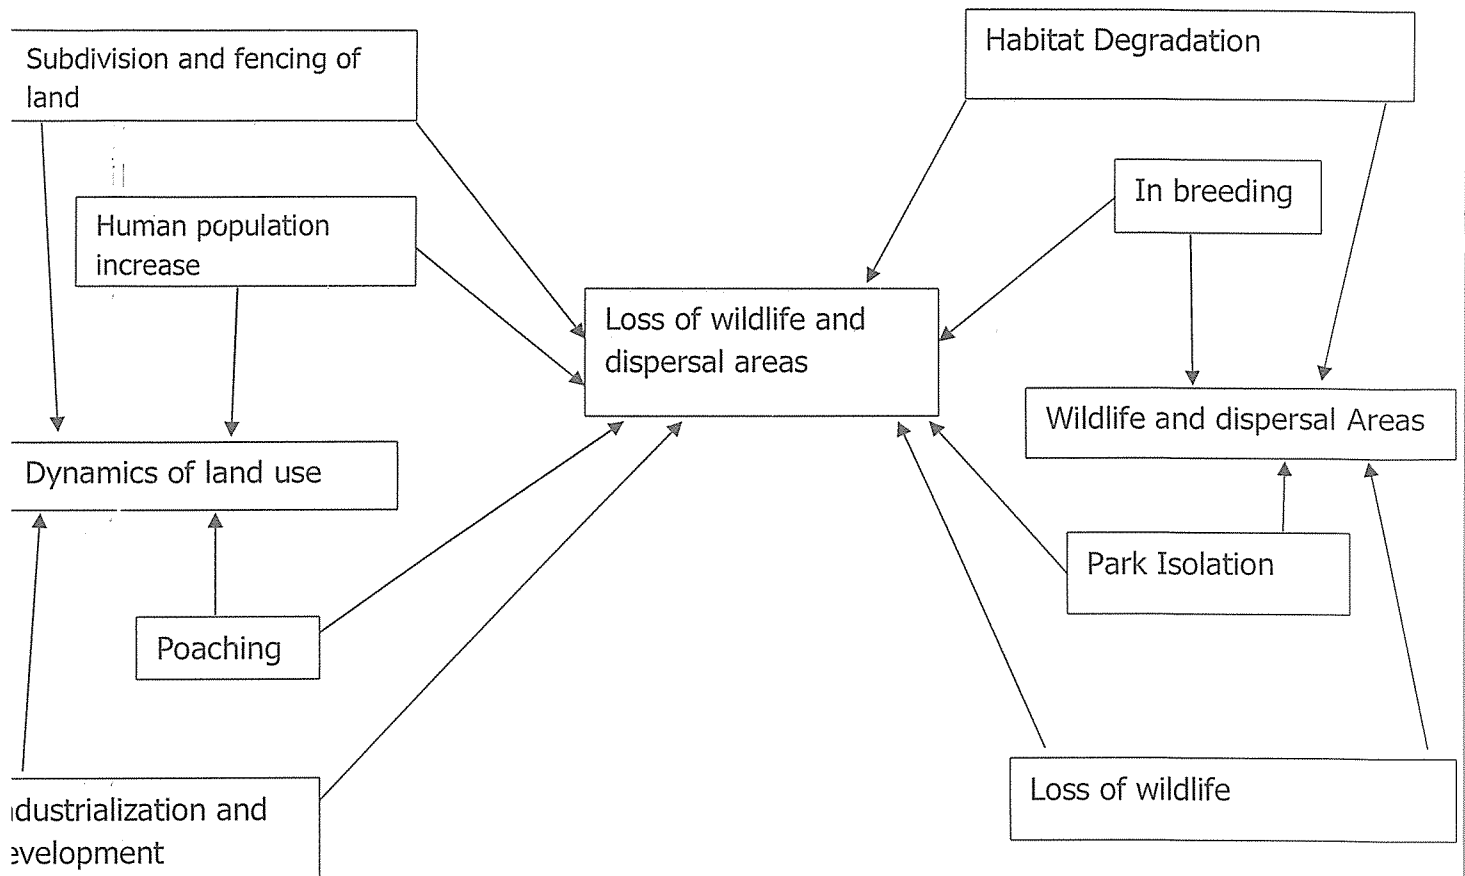 Subdivision and fencing of
land
Habitat Degradation
In breeding
Human population
increase
Loss of wildlife and
dispersal areas
Wildlife and dispersal Areas
Dynamics of land use
Park Isolation
Poaching
Loss of wildlife
dustrialization and
evelopment